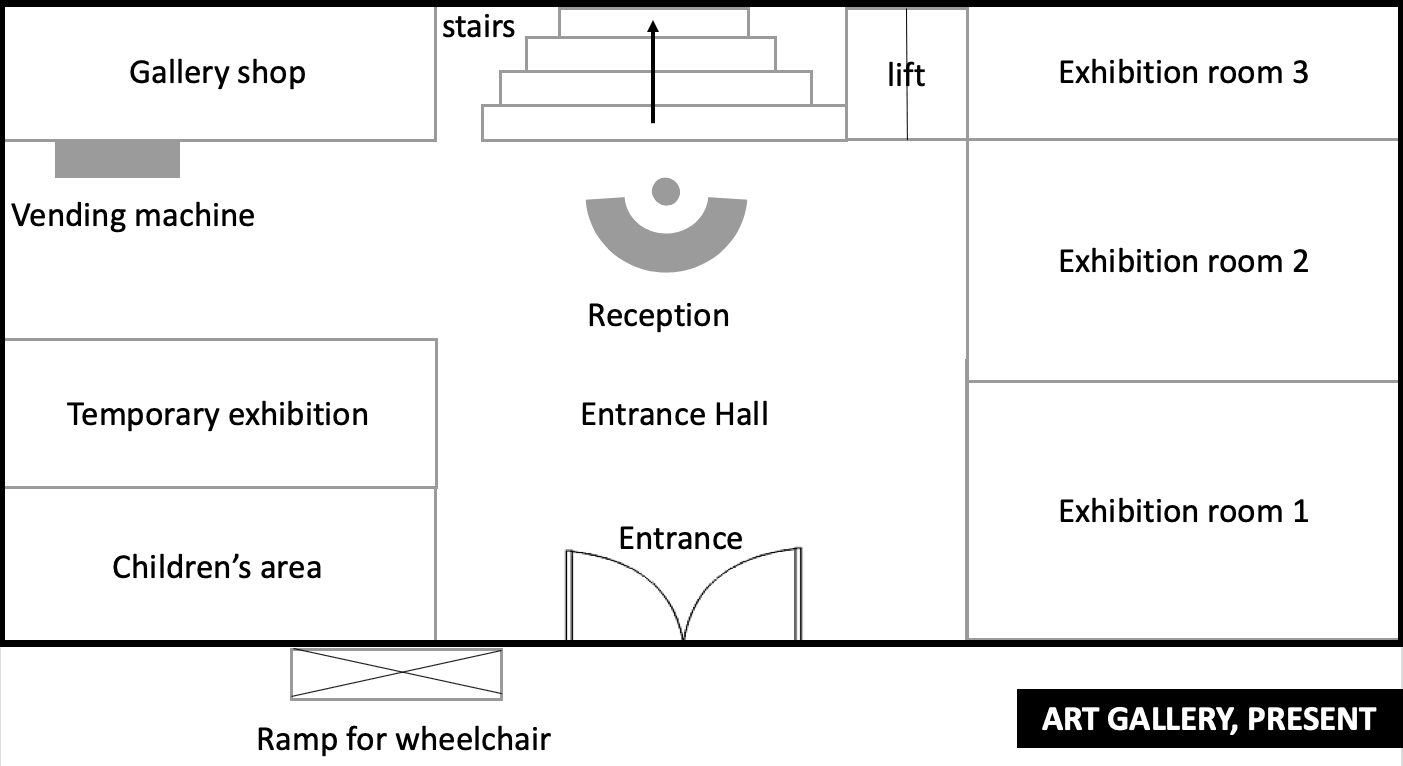 stairs
Gallery shop
lift
Exhibition room 3
Vending machine
Exhibition room 2
Reception
Temporary exhibition
Entrance Hall
Exhibition room 1
Entrance
Children’s area
ART GALLERY, PRESENT
Ramp for wheelchair